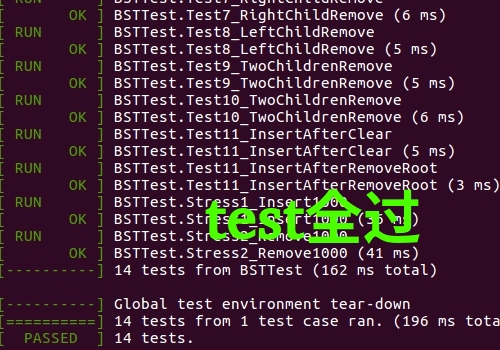 [ RUN      ] BSTTest.Test7_RightChildRemove
[       OK ] BSTTest.Test7_RightChildRemove (6 ms)
[ RUN      ] BSTTest.Test8_LeftChildRemove
[       OK ] BSTTest.Test8_LeftChildRemove (5 ms)
[ RUN      ] BSTTest.Test9_TwoChildrenRemove
[       OK ] BSTTest.Test9_TwoChildrenRemove (5 ms)
[ RUN      ] BSTTest.Test10_TwoChildrenRemove
[       OK ] BSTTest.Test10_TwoChildrenRemove (6 ms)
[ RUN      ] BSTTest.Test11_InsertAfterClear
[       OK ] BSTTest.Test11_InsertAfterClear (5 ms)
[ RUN      ] BSTTest.Test11_InsertAfterRemoveRoot
[       OK ] BSTTest.Test11_InsertAfterRemoveRoot (3 ms)
[ RUN      ] BSTTest.Stress1_Insert1000
[       OK ] BSTTest.Stress1_Insert1000
test全过
[ RUN      ] BSTTest.Stress2_Remove1000
[       OK ] BSTTest.Stress2_Remove1000 (41 ms)
[----------] 14 tests from BSTTest (162 ms total)
[----------] Global test environment tear-down
[==========] 14 tests from 1 test case ran. (196 ms tota
[  PASSED  ] 14 tests.